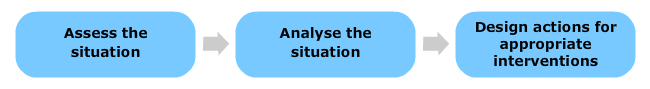 Assess the
situation
Analyse the
situation
Design actions for
appropriate
interventions